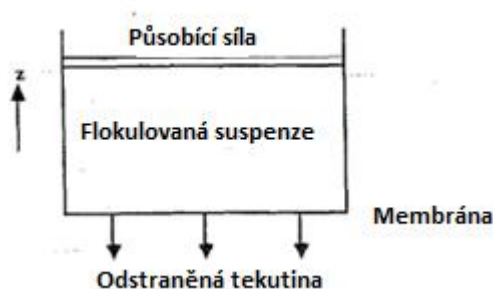 Působící síla
z
Flokulovaná suspenze
Membrána
Odstraněná tekutina